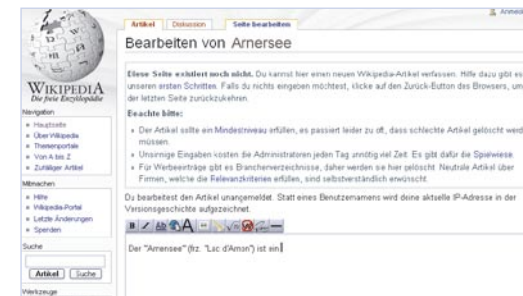 Anmeld
Artikel Diskussion Seite bearbeiten
Bearbeiten von Arnersee
WIKIPEDIA
Die freie Enzyklopädie
Navigation
Hauptseite
Über Wikipedia
Themenportale
Von A bis Z
Zufälliger Artikel
Mitmachen
Hilfe
Wikipedia-Portal
Letzte Änderungen
Spenden
Suche
Artikel Suche
Werkzeuge
Diese Seite existiert noch nicht. Du kannst hier einen neuen Wikipedia-Artikel verfassen. Hilfe dazu gibt es
unseren ersten Schritten. Falls du nichts eingeben möchtest, klicke auf den Zurück-Button des Browsers, um
der letzten Seite zurückzukehren.
Beachte bitte:
Der Artikel sollte ein Mindestniveau erfüllen, es passiert leider zu oft, dass schlechte Artikel gelöscht werd
müssen.
Unsinnige Eingaben kosten die Administratoren jeden Tag unnötig viel Zeit. Es gibt dafür die Spielwiese.
Für Werbeeinträge gibt es Branchenverzeichnisse, daher werden sie hier gelöscht. Neutrale Artikel über
Firmen, welche die Relevanzkriterien erfüllen, sind selbstverständlich erwünscht.
Du bearbeitest den Artikel unangemeldet. Statt eines Benutzernamens wird deine aktuelle IP-Adresse in der
Versionsgeschichte aufgezeichnet.
Der '''Arnensee''' (frz. ''Lac d'Arnon'') ist ein